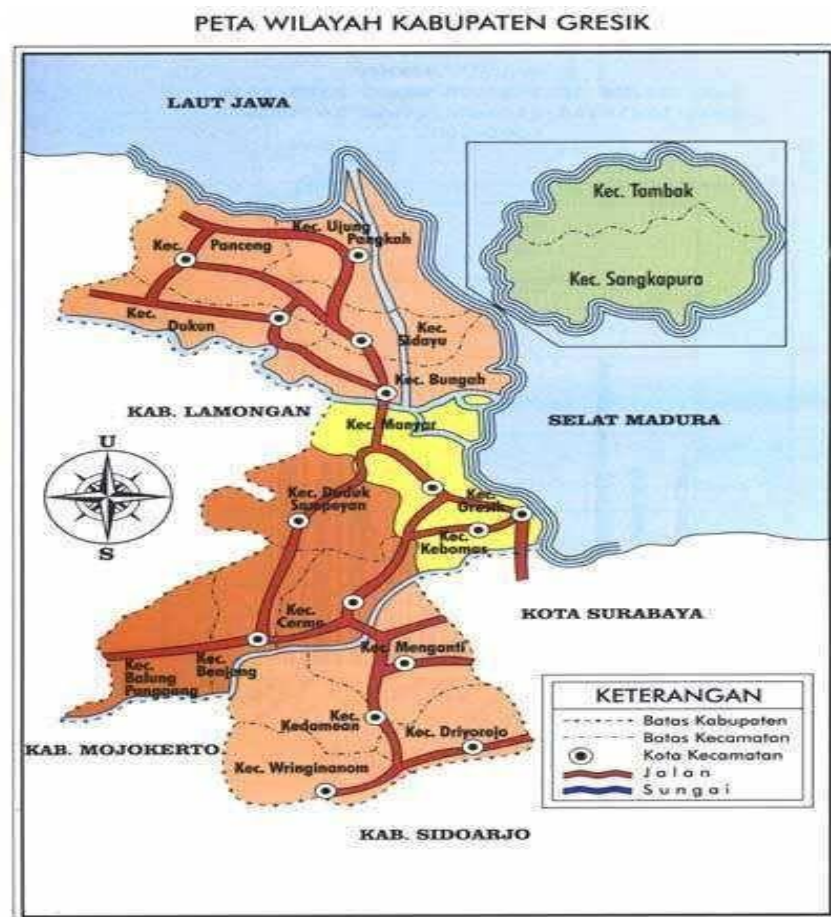 PETA WILAYAH KABUPATEN GRESIK
LAUT JAWA
Kec. Tambak
Kec. Sangkapura
Kec. Ujung
Pangkah
Kec. Panceng
Kec.
Dukun
Kec.
Sidayu
Kec. Bungah
KAB. LAMONGAN
Kec. Manyar
SELAT MADURA
U
S
Kec. Duduk
Sampeyan
Kec.
Gresik
Kec.
Kebomas
KOTA SURABAYA
Kec.
Cerme
Kec. Menganti
Kec.
Balung
Panggang
Kec.
Benjeng
KAB. MOJOKERTO
Kec.
Kedamean
Kec. Driyorejo
Kec. Wringinanom
KAB. SIDOARJO
KETERANGAN
Batas Kabupaten
Batas Kecamatan
Kota Kecamatan
Jalan
Sungai